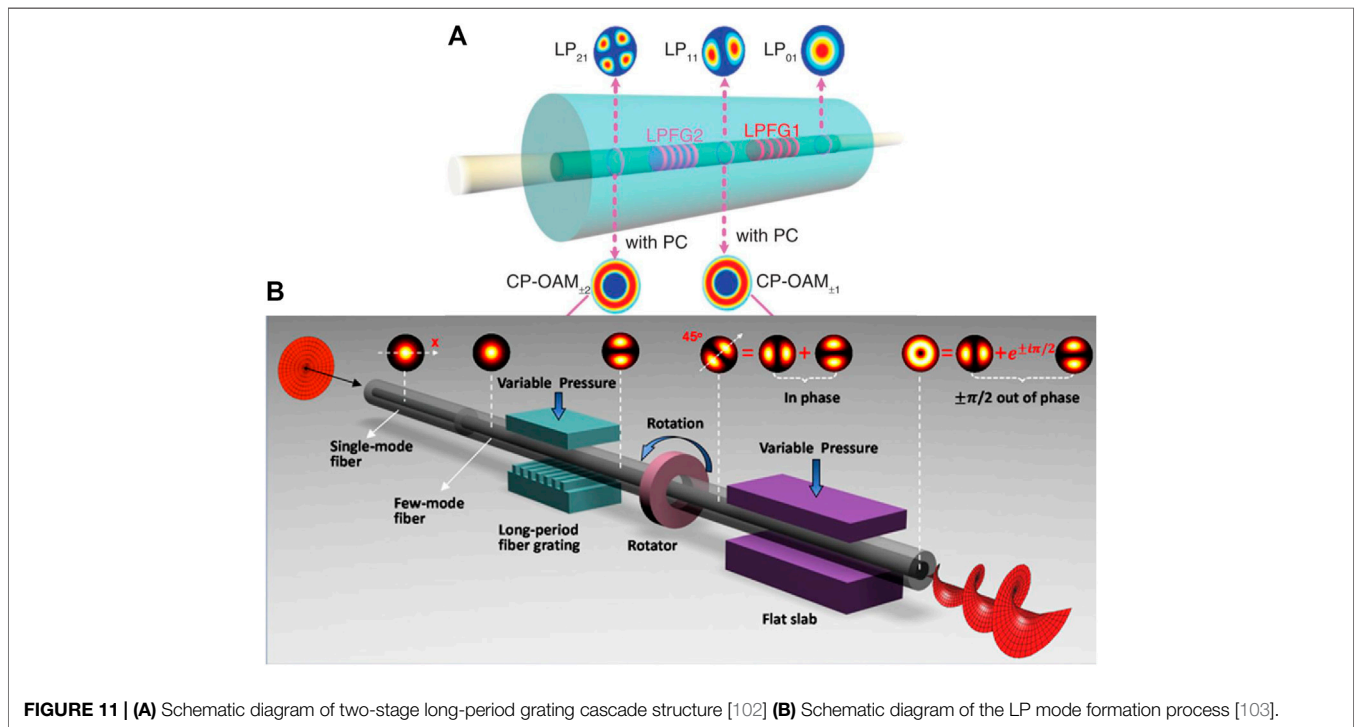 A
LP₂₁
LP₁₁
LP₀₁
LPFG2
LPFG1
with PC
with PC
CP-OAM±₂
CP-OAM±₁
B
x
45º
=
+
In phase
= + e^{±iπ/2}
±π/2 out of phase
Variable Pressure
Rotation
Variable Pressure
Single-mode
fiber
Few-mode
fiber
Long-period
fiber grating
Rotator
Flat slab
FIGURE 11 | (A) Schematic diagram of two-stage long-period grating cascade structure [102] (B) Schematic diagram of the LP mode formation process [103].